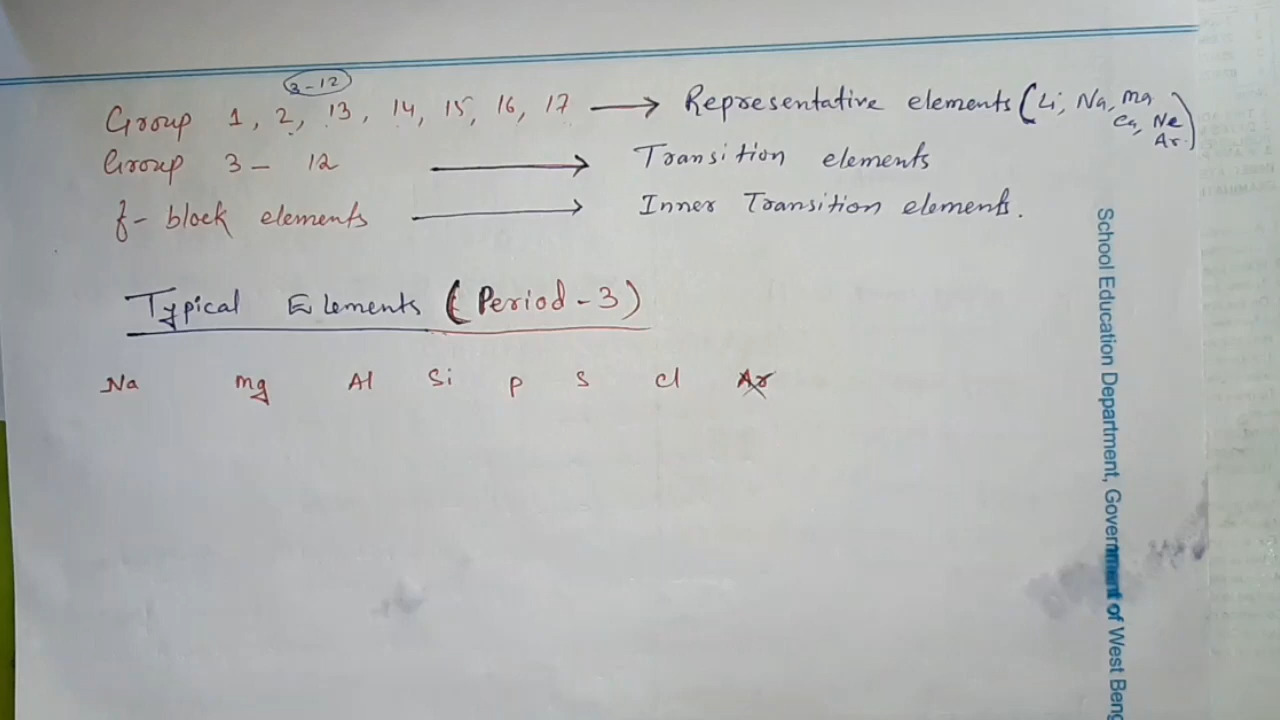 3-12
Group 1, 2, 13, 14, 15, 16, 17 → Representative elements (Li, Na, Mg
Ca, Ne
Ar.)
Group 3 - 12 → Transition elements
f- block elements → Inner Transition elements.
Typical Elements (Period - 3)
Na Mg Al Si P S Cl Ar
School Education Department, Government of West Beng